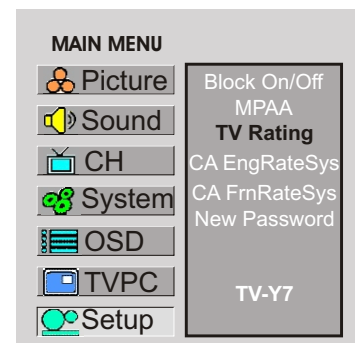 MAIN MENU
Picture
Sound
CH
System
OSD
TVPC
Setup
Block On/Off
MPAA
TV Rating
CA EngRateSys
CA FrnRateSys
New Password
TV-Y7